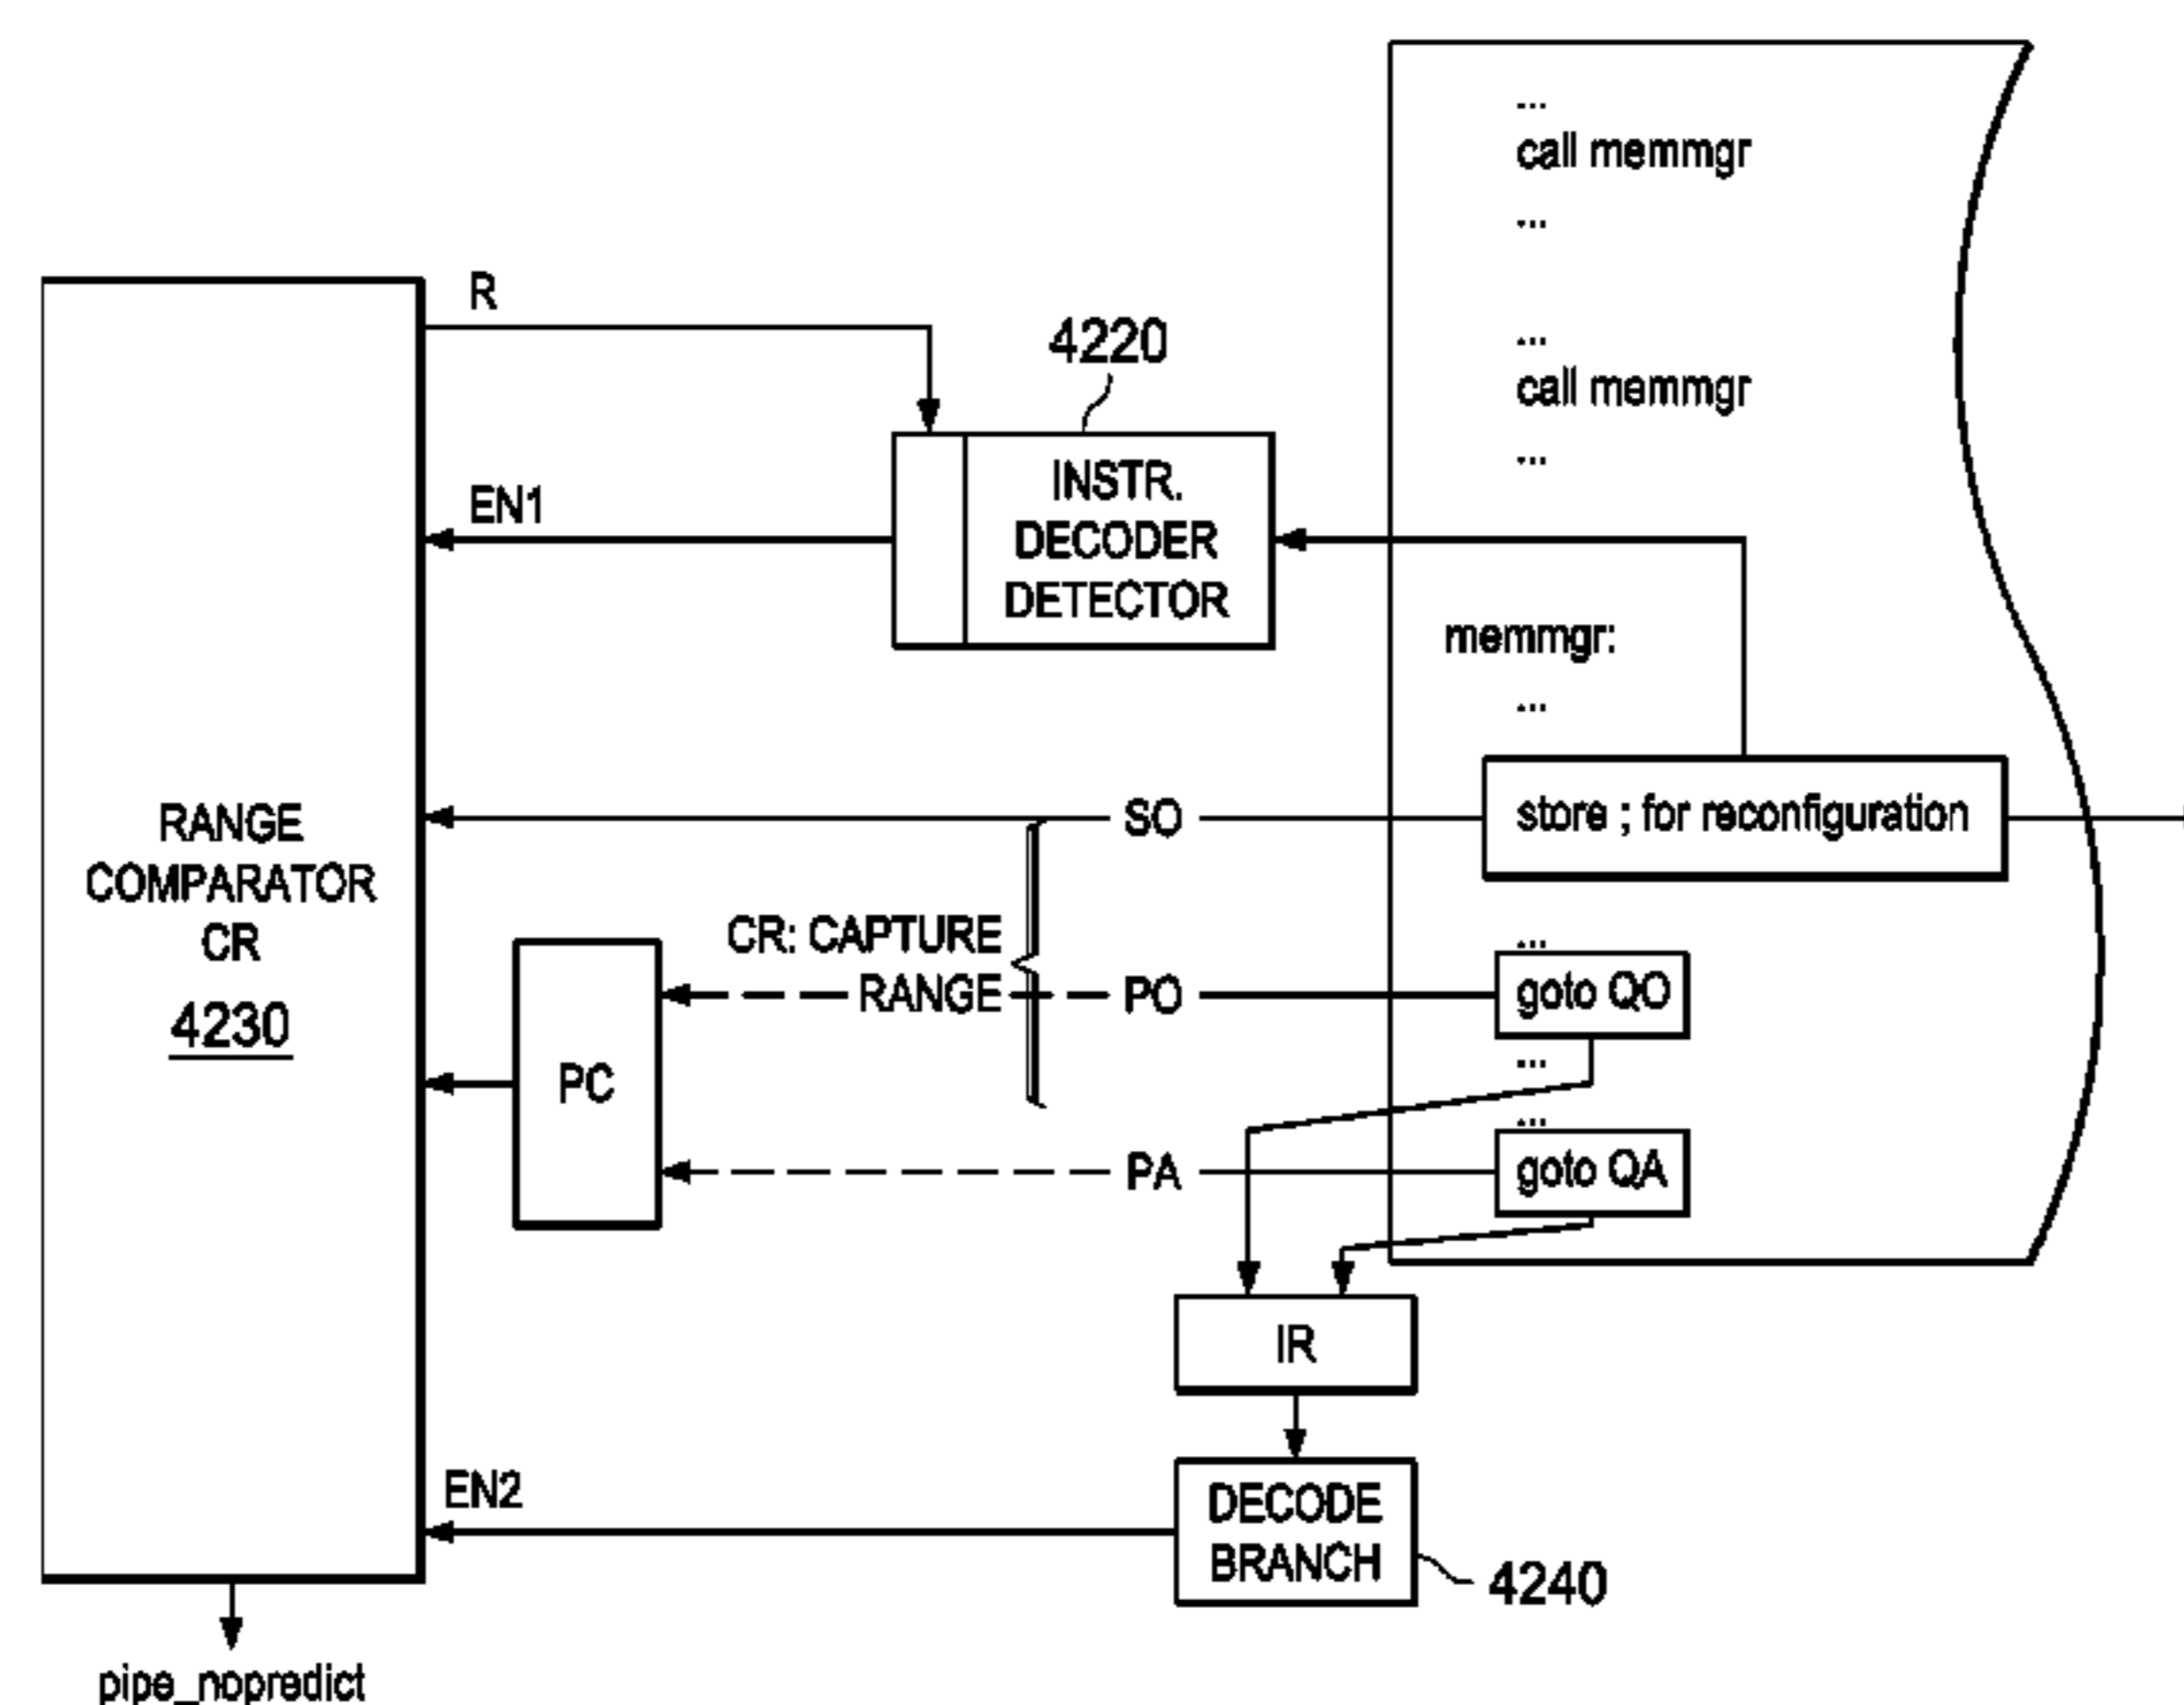 ...
call memmgr
...
...
call memmgr
...
R
4220
EN1
INSTR.
DECODER
DETECTOR
memmgr:
...
SO
store ; for reconfiguration
RANGE
COMPARATOR
CR
4230
CR: CAPTURE
RANGE
PO
...
goto QO
...
PC
...
PA
goto QA
IR
EN2
DECODE
BRANCH
4240
pipe_nopredict